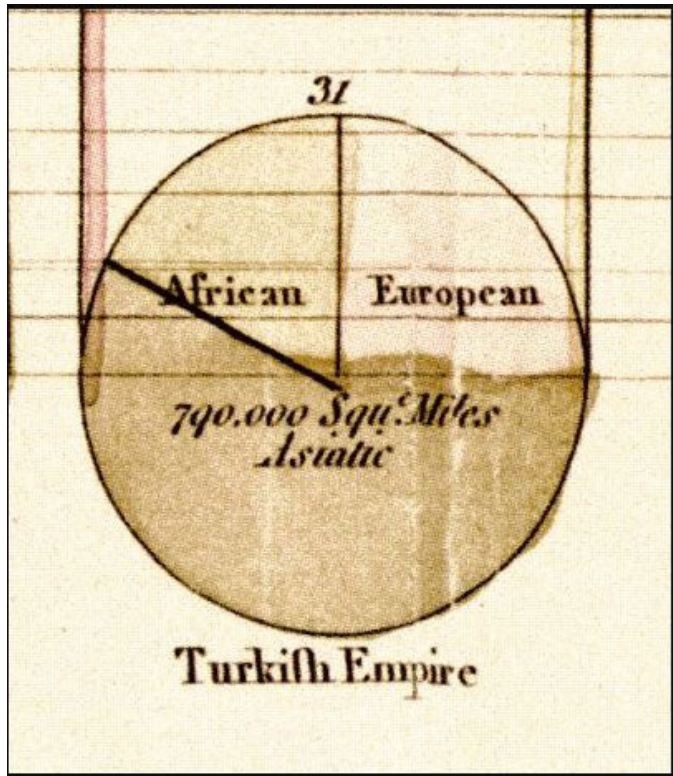 31
African European
790.000 Squ.ᵉ Miles
Asiatic
Turkiſh Empire